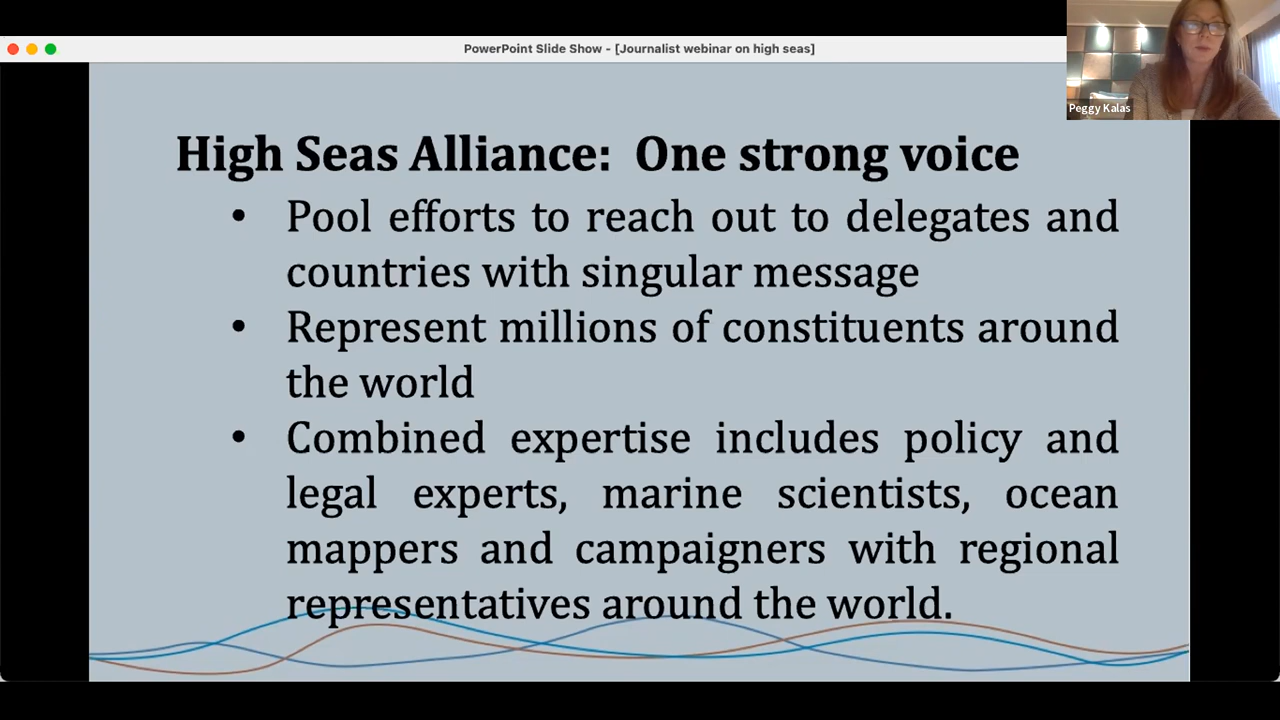 PowerPoint Slide Show - [Journalist webinar on high seas]
Peggy Kalas
High Seas Alliance: One strong voice
• Pool efforts to reach out to delegates and
countries with singular message
• Represent millions of constituents around
the world
• Combined expertise includes policy and
legal experts, marine scientists, ocean
mappers and campaigners with regional
representatives around the world.